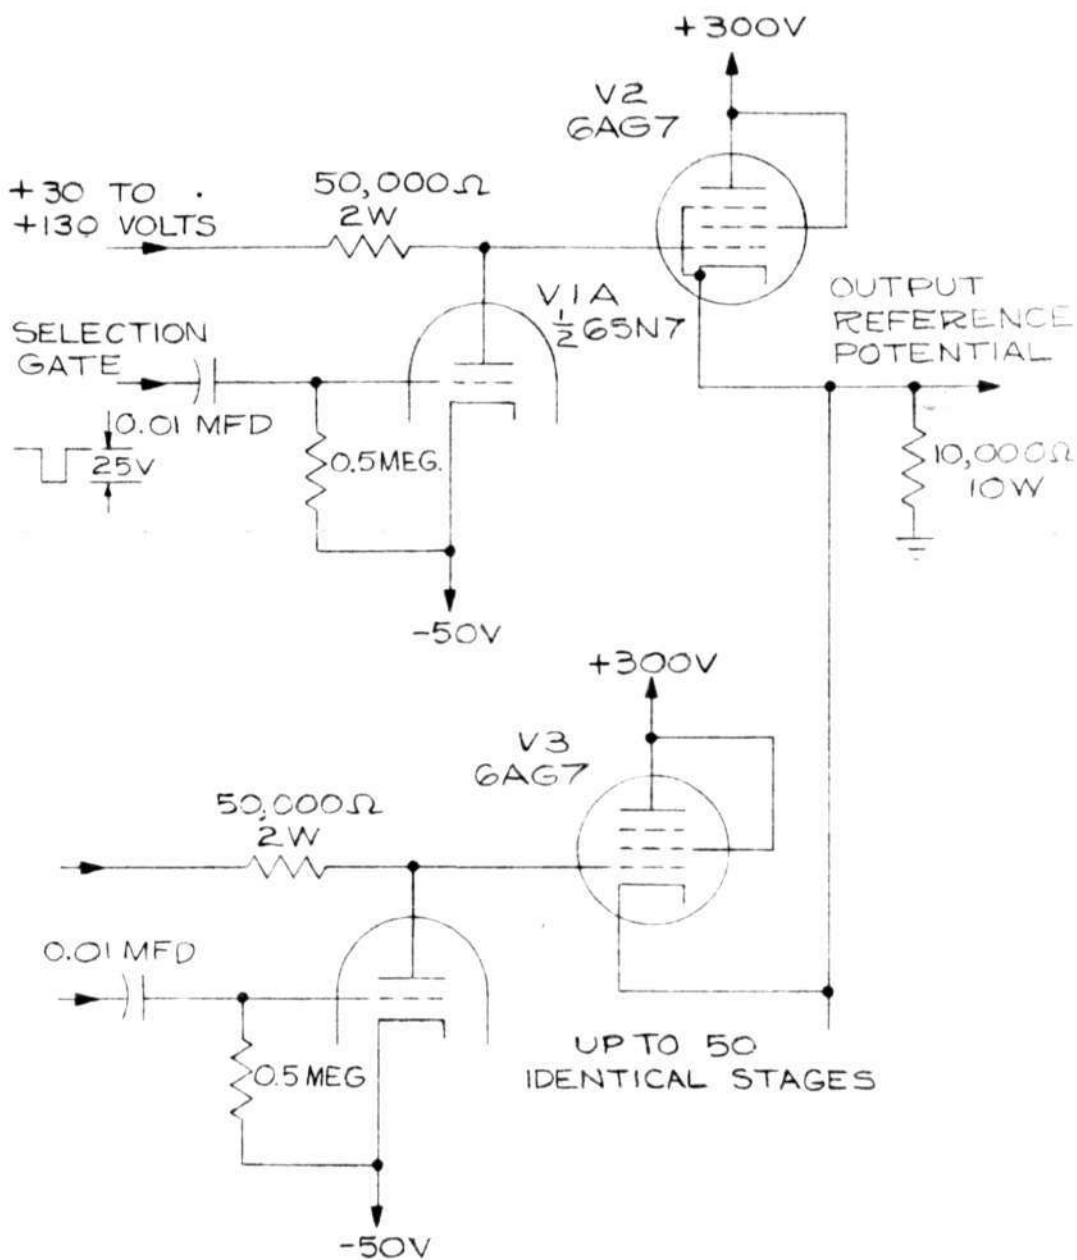 +300V
V2
6AG7
+30 TO
+130 VOLTS
50,000Ω
2W
V1A
1/2 6SN7
OUTPUT
REFERENCE
POTENTIAL
SELECTION
GATE
0.01 MFD
25V
0.5MEG.
10,000Ω
10W
-50V
+300V
V3
6AG7
50,000Ω
2W
0.01 MFD
0.5MEG
UP TO 50
IDENTICAL STAGES
-50V